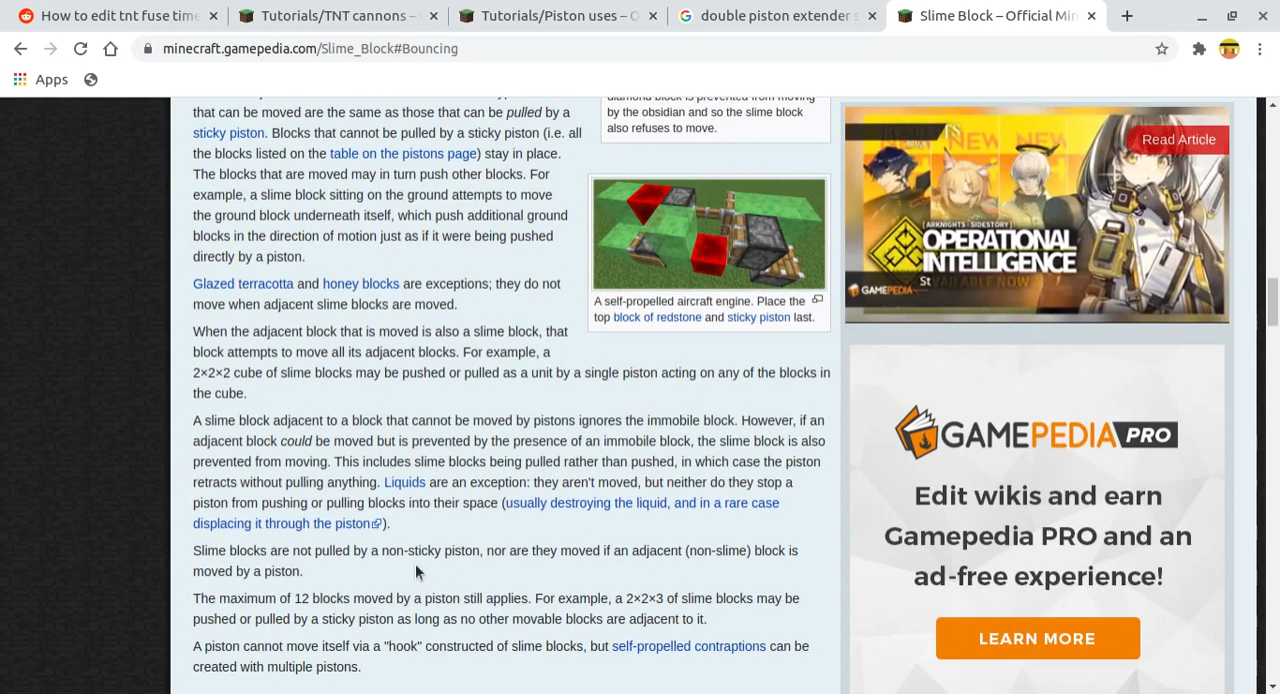 How to edit tnt fuse time
Tutorials/TNT cannons –
Tutorials/Piston uses – O
double piston extender s
Slime Block – Official Min
minecraft.gamepedia.com/Slime_Block#Bouncing
Apps
that can be moved are the same as those that can be pulled by a
sticky piston. Blocks that cannot be pulled by a sticky piston (i.e. all
the blocks listed on the table on the pistons page) stay in place.
The blocks that are moved may in turn push other blocks. For
example, a slime block sitting on the ground attempts to move
the ground block underneath itself, which push additional ground
blocks in the direction of motion just as if it were being pushed
directly by a piston.
Glazed terracotta and honey blocks are exceptions; they do not
move when adjacent slime blocks are moved.
When the adjacent block that is moved is also a slime block, that
block attempts to move all its adjacent blocks. For example, a
2×2×2 cube of slime blocks may be pushed or pulled as a unit by a single piston acting on any of the blocks in
the cube.
A slime block adjacent to a block that cannot be moved by pistons ignores the immobile block. However, if an
adjacent block could be moved but is prevented by the presence of an immobile block, the slime block is also
prevented from moving. This includes slime blocks being pulled rather than pushed, in which case the piston
retracts without pulling anything. Liquids are an exception: they aren't moved, but neither do they stop a
piston from pushing or pulling blocks into their space (usually destroying the liquid, and in a rare case
displacing it through the piston).
Slime blocks are not pulled by a non-sticky piston, nor are they moved if an adjacent (non-slime) block is
moved by a piston.
The maximum of 12 blocks moved by a piston still applies. For example, a 2×2×3 of slime blocks may be
pushed or pulled by a sticky piston as long as no other movable blocks are adjacent to it.
A piston cannot move itself via a "hook" constructed of slime blocks, but self-propelled contraptions can be
created with multiple pistons.
diamond block is prevented from moving
by the obsidian and so the slime block
also refuses to move.
A self-propelled aircraft engine. Place the
top block of redstone and sticky piston last.
Read Article
NEW
[ARKNIGHTS - SIDESTORY]
OPERATIONAL
INTELLIGENCE
St
GAMEPEDIA
GAMEPEDIA PRO
Edit wikis and earn
Gamepedia PRO and an
ad-free experience!
LEARN MORE